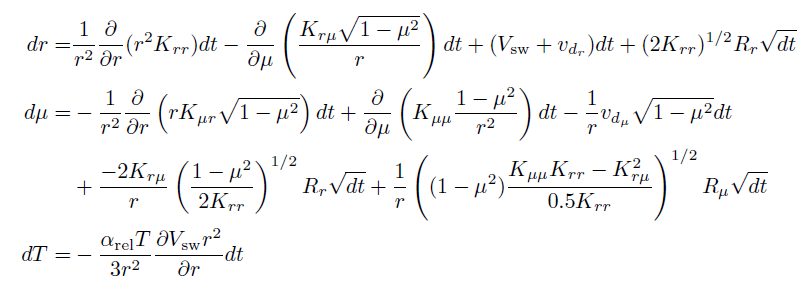 $dr = \frac{1}{r^2} \frac{\partial}{\partial r} (r^2 K_{rr}) dt - \frac{\partial}{\partial \mu} \left( \frac{K_{r\mu} \sqrt{1 - \mu^2}}{r} \right) dt + (V_{\text{sw}} + v_{d_r}) dt + (2K_{rr})^{1/2} R_r \sqrt{dt}$
$d\mu = - \frac{1}{r^2} \frac{\partial}{\partial r} \left( r K_{\mu r} \sqrt{1 - \mu^2} \right) dt + \frac{\partial}{\partial \mu} \left( K_{\mu\mu} \frac{1 - \mu^2}{r^2} \right) dt - \frac{1}{r} v_{d_\mu} \sqrt{1 - \mu^2} dt$
$+ \frac{-2K_{r\mu}}{r} \left( \frac{1 - \mu^2}{2K_{rr}} \right)^{1/2} R_r \sqrt{dt} + \frac{1}{r} \left( (1 - \mu^2) \frac{K_{\mu\mu} K_{rr} - K_{r\mu}^2}{0.5 K_{rr}} \right)^{1/2} R_\mu \sqrt{dt}$
$dT = - \frac{\alpha_{\text{rel}} T}{3r^2} \frac{\partial V_{\text{sw}} r^2}{\partial r} dt$